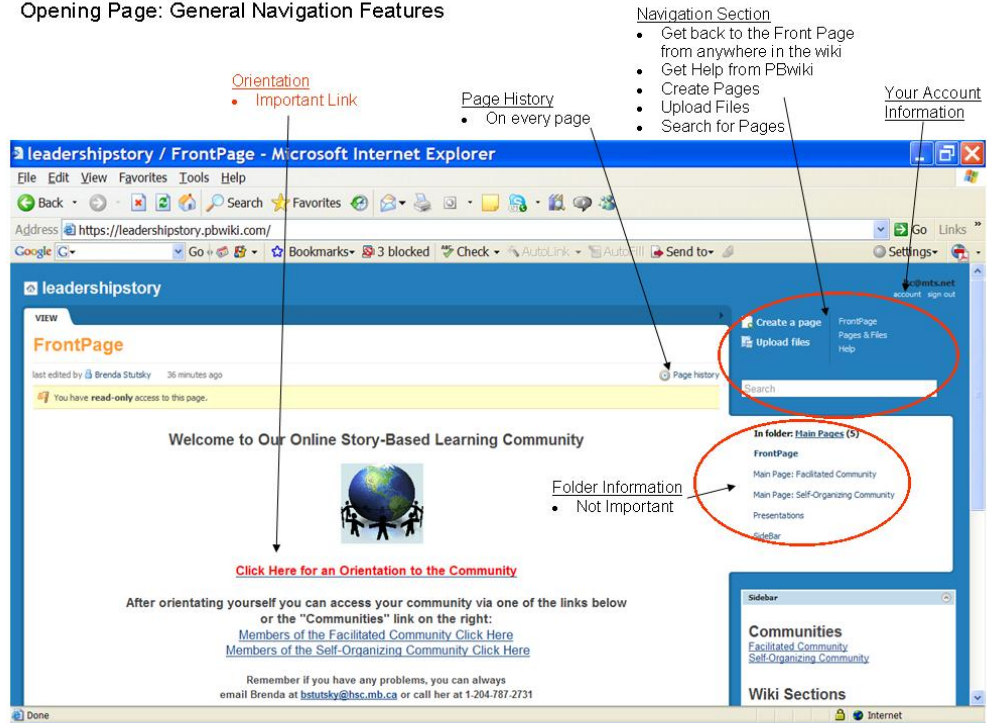 Opening Page: General Navigation Features
Navigation Section
• Get back to the Front Page
from anywhere in the wiki
• Get Help from PBwiki
• Create Pages
• Upload Files
• Search for Pages
Orientation
• Important Link
Page History
• On every page
Your Account
Information
leadershipstory / FrontPage - Microsoft Internet Explorer
File Edit View Favorites Tools Help
Back Search Favorites
Address https://leadershipstory.pbwiki.com/ Go Links »
Google G Go Bookmarks 3 blocked Check AutoLink AutoFill Send to Settings
leadershipstory
account sign out
VIEW
Create a page
Upload files
FrontPage
Pages & Files
Help
FrontPage
last edited by Brenda Stutsky 36 minutes ago Page history
Search
You have read-only access to this page.
Welcome to Our Online Story-Based Learning Community
In folder: Main Pages (5)
FrontPage
Main Page: Facilitated Community
Main Page: Self-Organizing Community
Presentations
SideBar
Folder Information
• Not Important
Click Here for an Orientation to the Community
After orientating yourself you can access your community via one of the links below
or the "Communities" link on the right:
Members of the Facilitated Community Click Here
Members of the Self-Organizing Community Click Here
Remember if you have any problems, you can always
email Brenda at bstutsky@hsc.mb.ca or call her at 1-204-787-2731
Sidebar
Communities
Facilitated Community
Self-Organizing Community
Wiki Sections
Done Internet